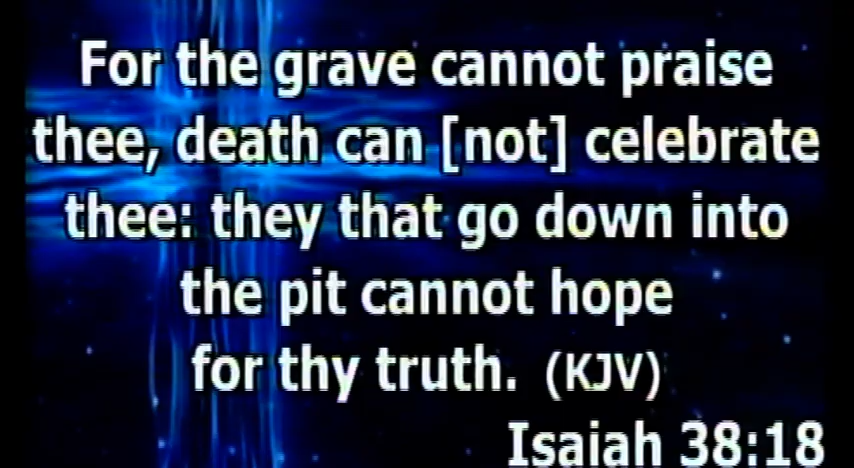 For the grave cannot praise
thee, death can [not] celebrate
thee: they that go down into
the pit cannot hope
for thy truth. (KJV)
Isaiah 38:18